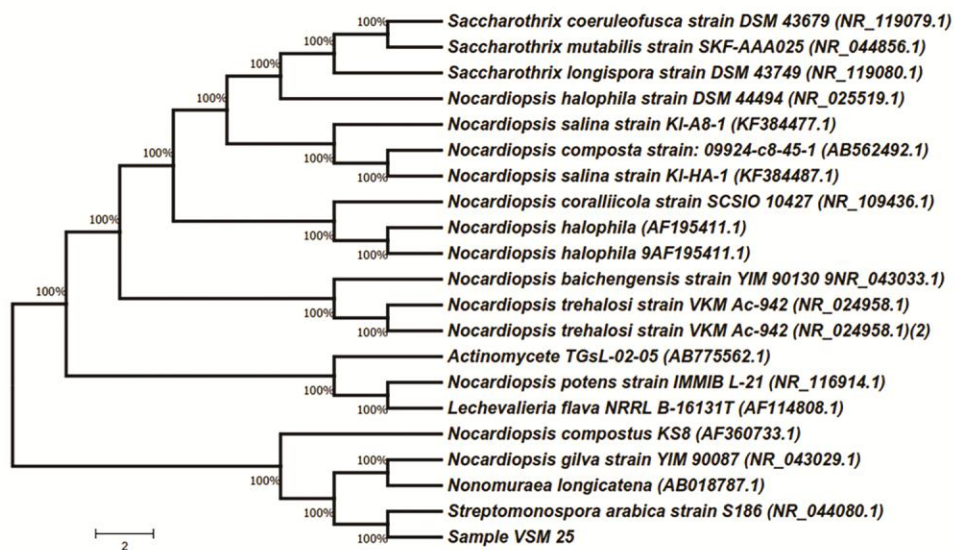 Saccharothrix coeruleofusca strain DSM 43679 (NR_119079.1)
100%
Saccharothrix mutabilis strain SKF-AAA025 (NR_044856.1)
100%
Saccharothrix longispora strain DSM 43749 (NR_119080.1)
100%
Nocardiopsis halophila strain DSM 44494 (NR_025519.1)
100%
Nocardiopsis salina strain KI-A8-1 (KF384477.1)
100%
Nocardiopsis composta strain: 09924-c8-45-1 (AB562492.1)
100%
100%
Nocardiopsis salina strain KI-HA-1 (KF384487.1)
Nocardiopsis coralliicola strain SCSIO 10427 (NR_109436.1)
100%
100%
Nocardiopsis halophila (AF195411.1)
100%
Nocardiopsis halophila 9AF195411.1)
Nocardiopsis baichengensis strain YIM 90130 9NR_043033.1)
100%
100%
Nocardiopsis trehalosi strain VKM Ac-942 (NR_024958.1)
100%
Nocardiopsis trehalosi strain VKM Ac-942 (NR_024958.1)(2)
Actinomycete TGsL-02-05 (AB775562.1)
100%
Nocardiopsis potens strain IMMIB L-21 (NR_116914.1)
100%
Lechevalieria flava NRRL B-16131T (AF114808.1)
Nocardiopsis compostus KS8 (AF360733.1)
100%
Nocardiopsis gilva strain YIM 90087 (NR_043029.1)
100%
Nonomuraea longicatena (AB018787.1)
100%
Streptomonospora arabica strain S186 (NR_044080.1)
100%
Sample VSM 25
2